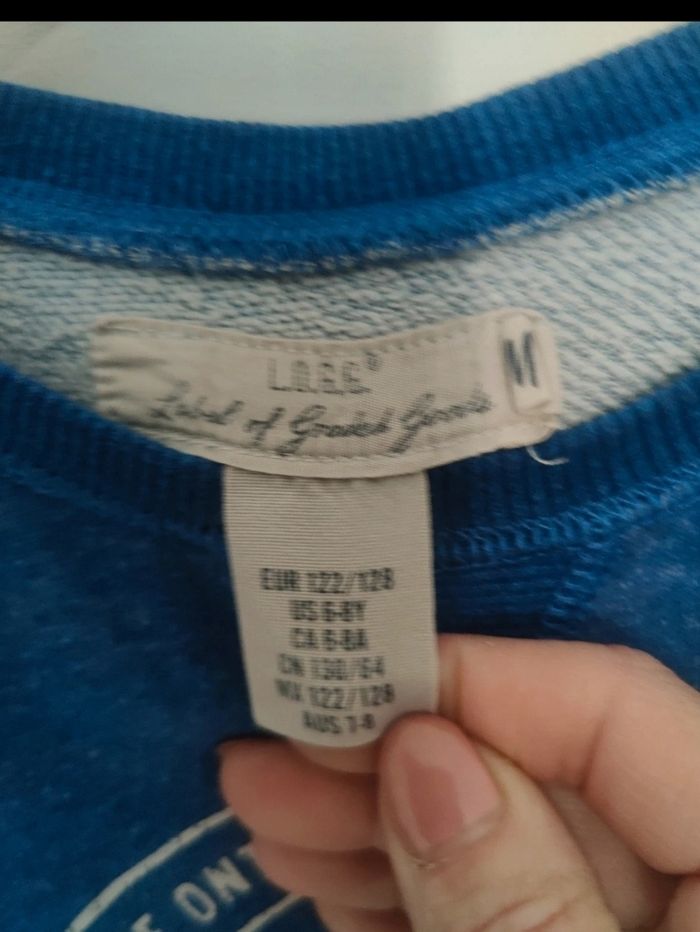 L.O.G.G.®
M
Label of Graded Goods
EUR 122/128
US 6-8Y
CA 6-8A
CN 130/64
MX 122/128
AUS 7-8
E ONT